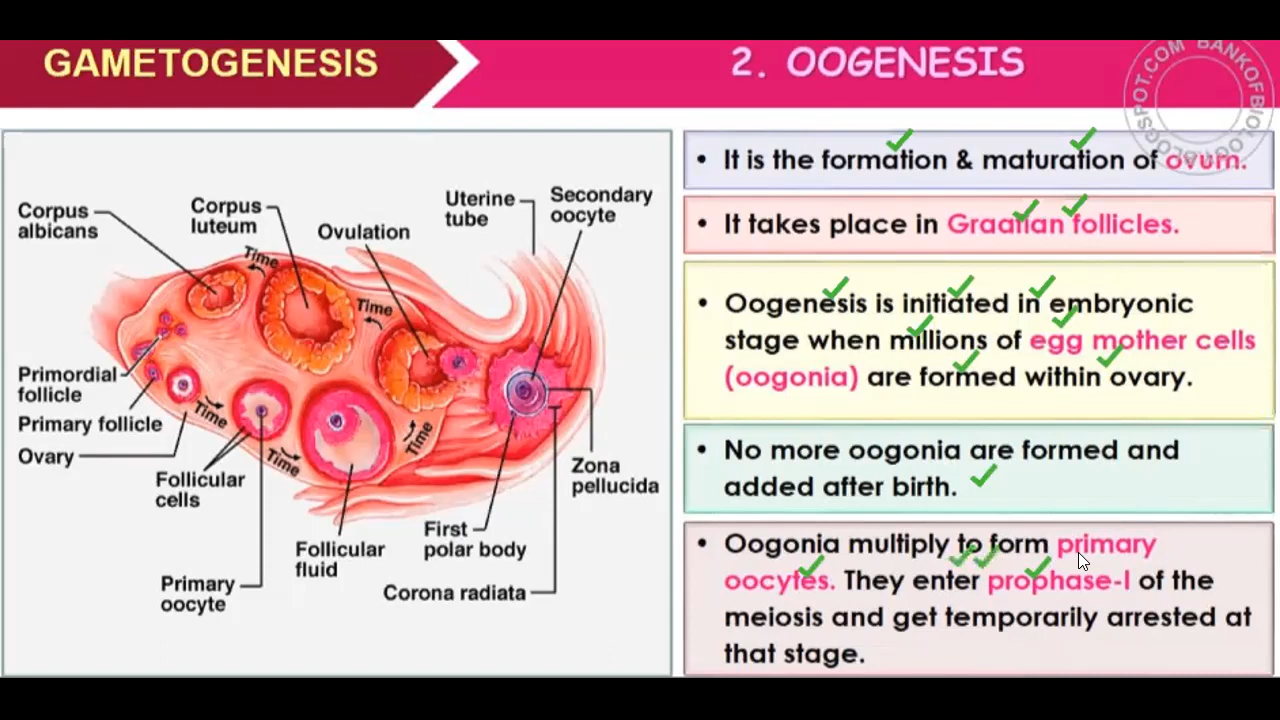 GAMETOGENESIS
2. OOGENESIS
BANKOFBIOLOGY.BLOGSPOT.COM
Corpus
albicans
Corpus
luteum
Ovulation
Uterine
tube
Secondary
oocyte
Time
Time
Primordial
follicle
Primary follicle
Ovary
Time
Follicular
cells
Time
Time
Zona
pellucida
First
polar body
Follicular
fluid
Primary
oocyte
Corona radiata
• It is the formation & maturation of ovum.
• It takes place in Graafian follicles.
• Oogenesis is initiated in embryonic
stage when millions of egg mother cells
(oogonia) are formed within ovary.
• No more oogonia are formed and
added after birth.
• Oogonia multiply to form primary
oocytes. They enter prophase-I of the
meiosis and get temporarily arrested at
that stage.